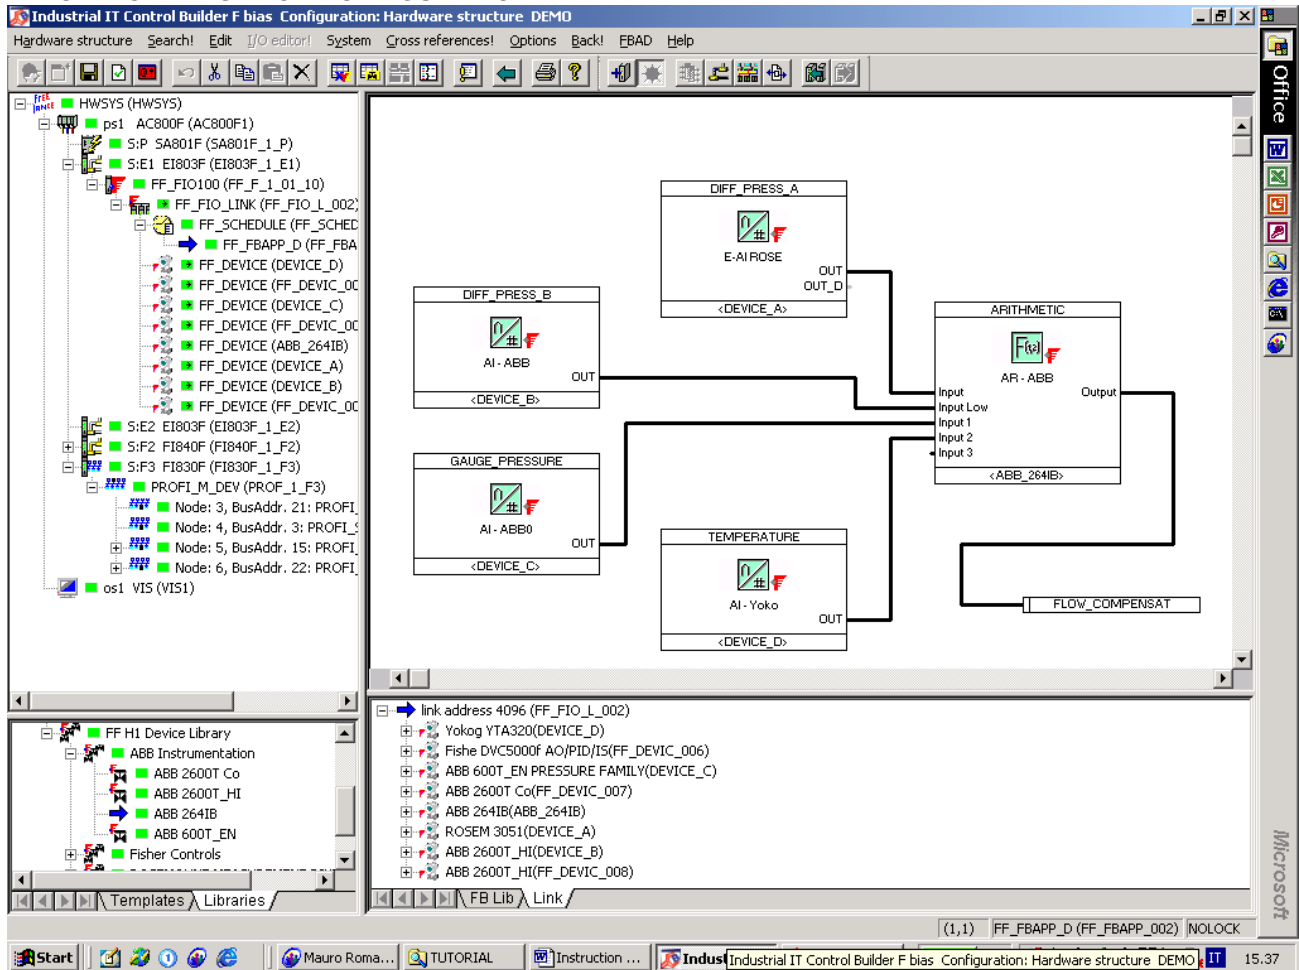 Industrial IT Control Builder F bias  Configuration: Hardware structure  DEMO
Hardware structure  Search!  Edit  I/O editor!  System  Cross references!  Options  Back!  FBAD  Help
HWSYS (HWSYS)
ps1  AC800F (AC800F1)
S:P  SA801F (SA801F_1_P)
S:E1  EI803F (EI803F_1_E1)
FF_FIO100 (FF_F_1_01_10)
FF_FIO_LINK (FF_FIO_L_002)
FF_SCHEDULE (FF_SCHED
FF_FBAPP_D (FF_FBA
FF_DEVICE (DEVICE_D)
FF_DEVICE (FF_DEVIC_00
FF_DEVICE (DEVICE_C)
FF_DEVICE (FF_DEVIC_00
FF_DEVICE (ABB_264IB)
FF_DEVICE (DEVICE_A)
FF_DEVICE (DEVICE_B)
FF_DEVICE (FF_DEVIC_00
S:E2  EI803F (EI803F_1_E2)
S:F2  FI840F (FI840F_1_F2)
S:F3  FI830F (FI830F_1_F3)
PROFI_M_DEV (PROF_1_F3)
Node: 3, BusAddr. 21: PROFI_
Node: 4, BusAddr. 3: PROFI_S
Node: 5, BusAddr. 15: PROFI_
Node: 6, BusAddr. 22: PROFI_
os1  VIS (VIS1)
DIFF_PRESS_A
E-AI ROSE
OUT
OUT_D
<DEVICE_A>
DIFF_PRESS_B
AI - ABB
OUT
<DEVICE_B>
GAUGE_PRESSURE
AI - ABB0
OUT
<DEVICE_C>
TEMPERATURE
AI - Yoko
OUT
<DEVICE_D>
ARITHMETIC
AR - ABB
Input
Output
Input Low
Input 1
Input 2
Input 3
<ABB_264IB>
FLOW_COMPENSAT
FF H1 Device Library
ABB Instrumentation
ABB 2600T Co
ABB 2600T_HI
ABB 264IB
ABB 600T_EN
Fisher Controls
Templates  Libraries
link address 4096 (FF_FIO_L_002)
Yokog YTA320(DEVICE_D)
Fishe DVC5000f AO/PID/IS(FF_DEVIC_006)
ABB 600T_EN PRESSURE FAMILY(DEVICE_C)
ABB 2600T Co(FF_DEVIC_007)
ABB 264IB(ABB_264IB)
ROSEM 3051(DEVICE_A)
ABB 2600T_HI(DEVICE_B)
ABB 2600T_HI(FF_DEVIC_008)
FB Lib  Link
(1,1)  FF_FBAPP_D (FF_FBAPP_002)  NOLOCK
Office
Microsoft
Start  Mauro Roma...  TUTORIAL  Instruction ...  Indust
Industrial IT Control Builder F bias  Configuration: Hardware structure  DEMO
IT  15.37